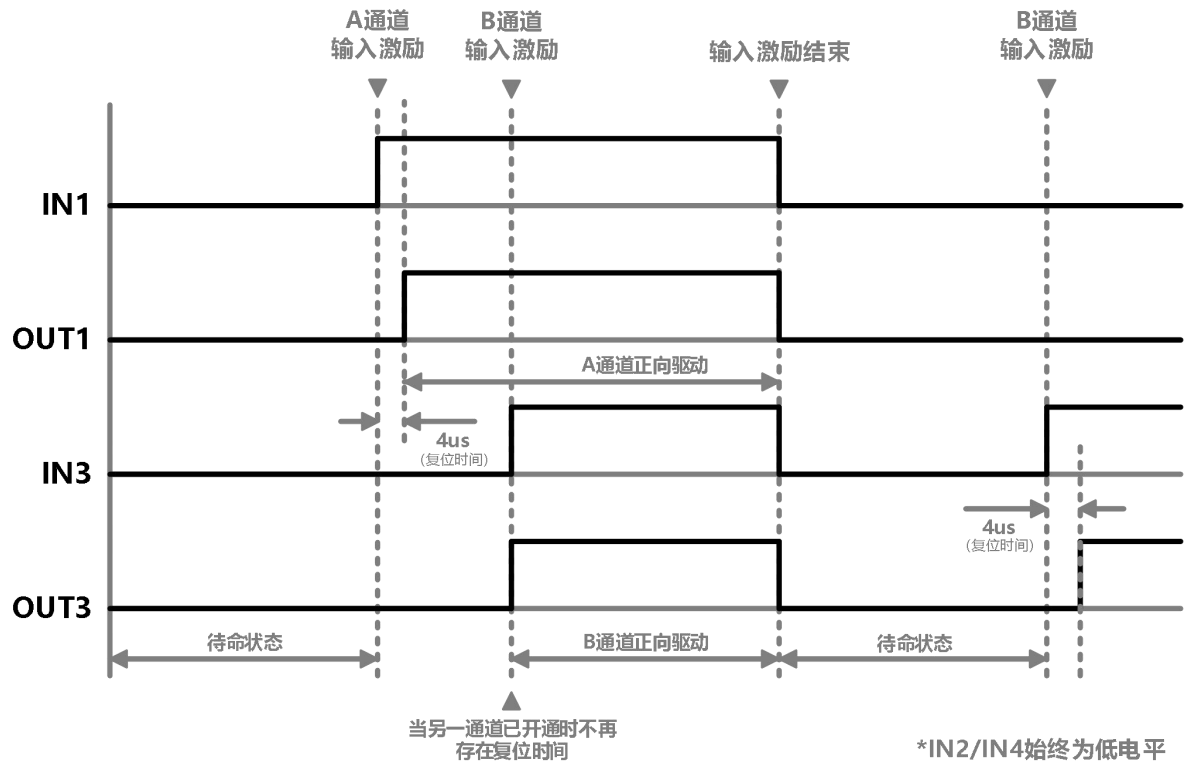 A通道
输入激励
B通道
输入激励
输入激励结束
B通道
输入激励
IN1
OUT1
A通道正向驱动
4us
(复位时间)
IN3
4us
(复位时间)
OUT3
待命状态
B通道正向驱动
待命状态
当另一通道已开通时不再
存在复位时间
*IN2/IN4始终为低电平